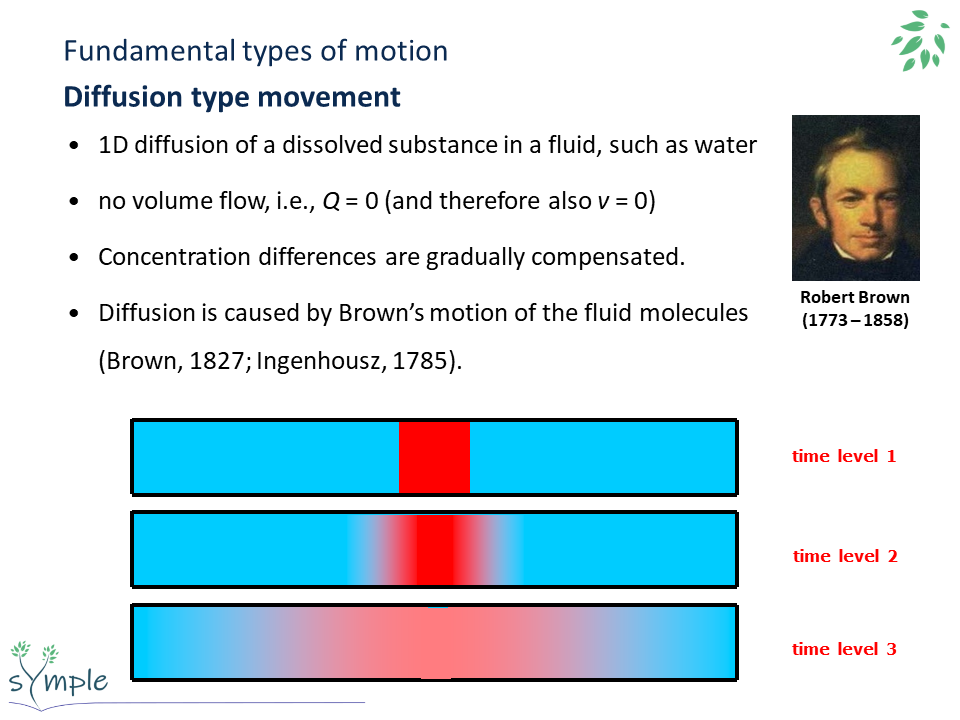 Fundamental types of motion
Diffusion type movement
• 1D diffusion of a dissolved substance in a fluid, such as water
• no volume flow, i.e., Q = 0 (and therefore also v = 0)
• Concentration differences are gradually compensated.
• Diffusion is caused by Brown’s motion of the fluid molecules
(Brown, 1827; Ingenhousz, 1785).
Robert Brown
(1773 – 1858)
time level 1
time level 2
time level 3
sYmple